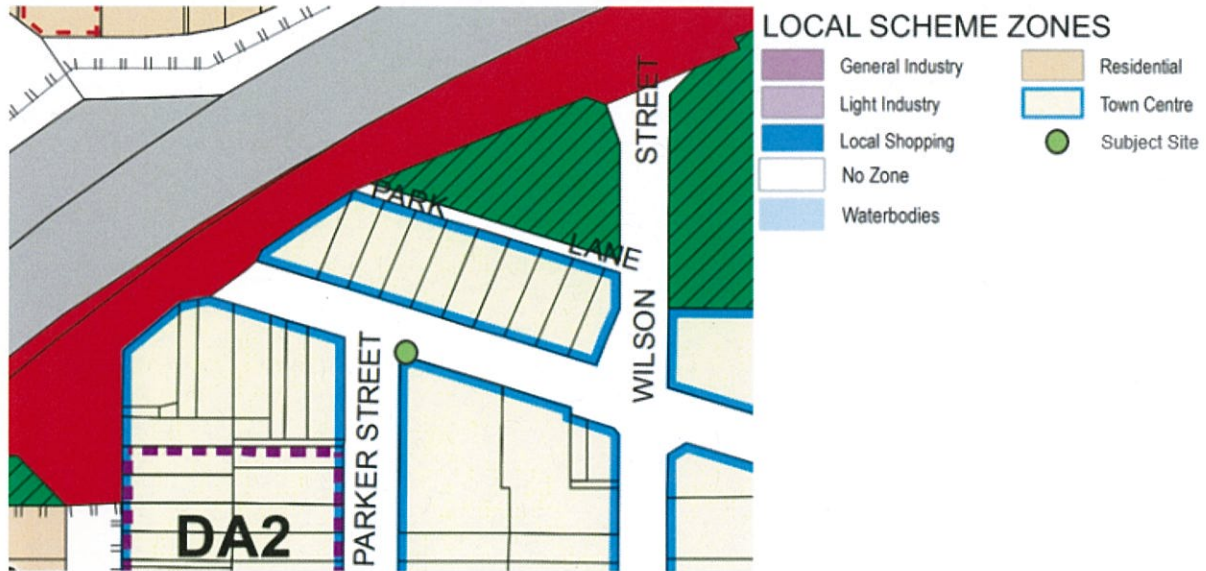 PARK
LANE
STREET
WILSON
PARKER STREET
DA2
LOCAL SCHEME ZONES
General Industry
Light Industry
Local Shopping
No Zone
Waterbodies
Residential
Town Centre
Subject Site